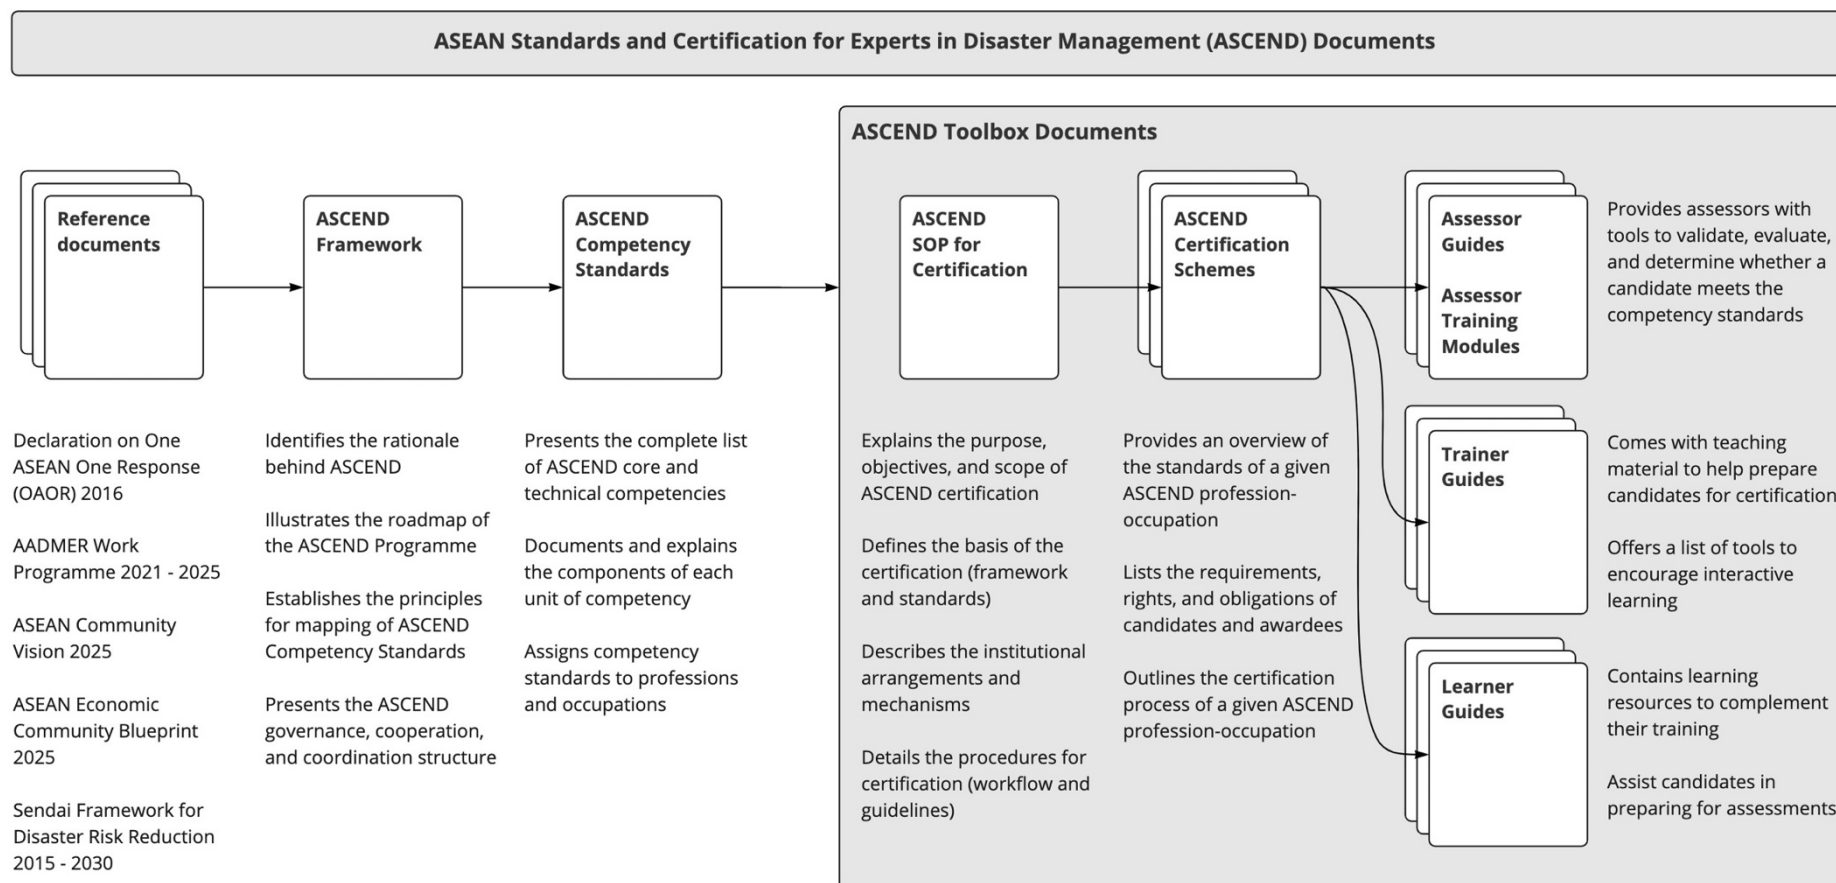 ASEAN Standards and Certification for Experts in Disaster Management (ASCEND) Documents
ASCEND Toolbox Documents
Reference
documents
ASCEND
Framework
ASCEND
Competency
Standards
ASCEND
SOP for
Certification
ASCEND
Certification
Schemes
Assessor
Guides
Assessor
Training
Modules
Provides assessors with
tools to validate, evaluate,
and determine whether a
candidate meets the
competency standards
Declaration on One
ASEAN One Response
(OAOR) 2016
AADMER Work
Programme 2021 - 2025
ASEAN Community
Vision 2025
ASEAN Economic
Community Blueprint
2025
Sendai Framework for
Disaster Risk Reduction
2015 - 2030
Identifies the rationale
behind ASCEND
Illustrates the roadmap of
the ASCEND Programme
Establishes the principles
for mapping of ASCEND
Competency Standards
Presents the ASCEND
governance, cooperation,
and coordination structure
Presents the complete list
of ASCEND core and
technical competencies
Documents and explains
the components of each
unit of competency
Assigns competency
standards to professions
and occupations
Explains the purpose,
objectives, and scope of
ASCEND certification
Defines the basis of the
certification (framework
and standards)
Describes the institutional
arrangements and
mechanisms
Details the procedures for
certification (workflow and
guidelines)
Provides an overview of
the standards of a given
ASCEND profession-
occupation
Lists the requirements,
rights, and obligations of
candidates and awardees
Outlines the certification
process of a given ASCEND
profession-occupation
Trainer
Guides
Comes with teaching
material to help prepare
candidates for certification
Offers a list of tools to
encourage interactive
learning
Learner
Guides
Contains learning
resources to complement
their training
Assist candidates in
preparing for assessments